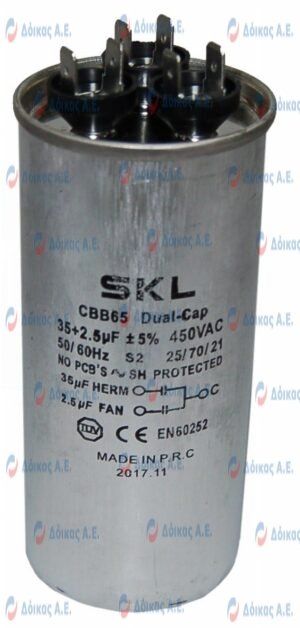 SKL
CBB65 Dual-Cap
35+2.5µF ±5% 450VAC
50/60Hz S2 25/70/21
NO PCB'S SH PROTECTED
35µF HERM C
2.5µF FAN
TÜV CE EN60252
MADE IN P.R.C
2017.11
Δόικας Α.Ε.